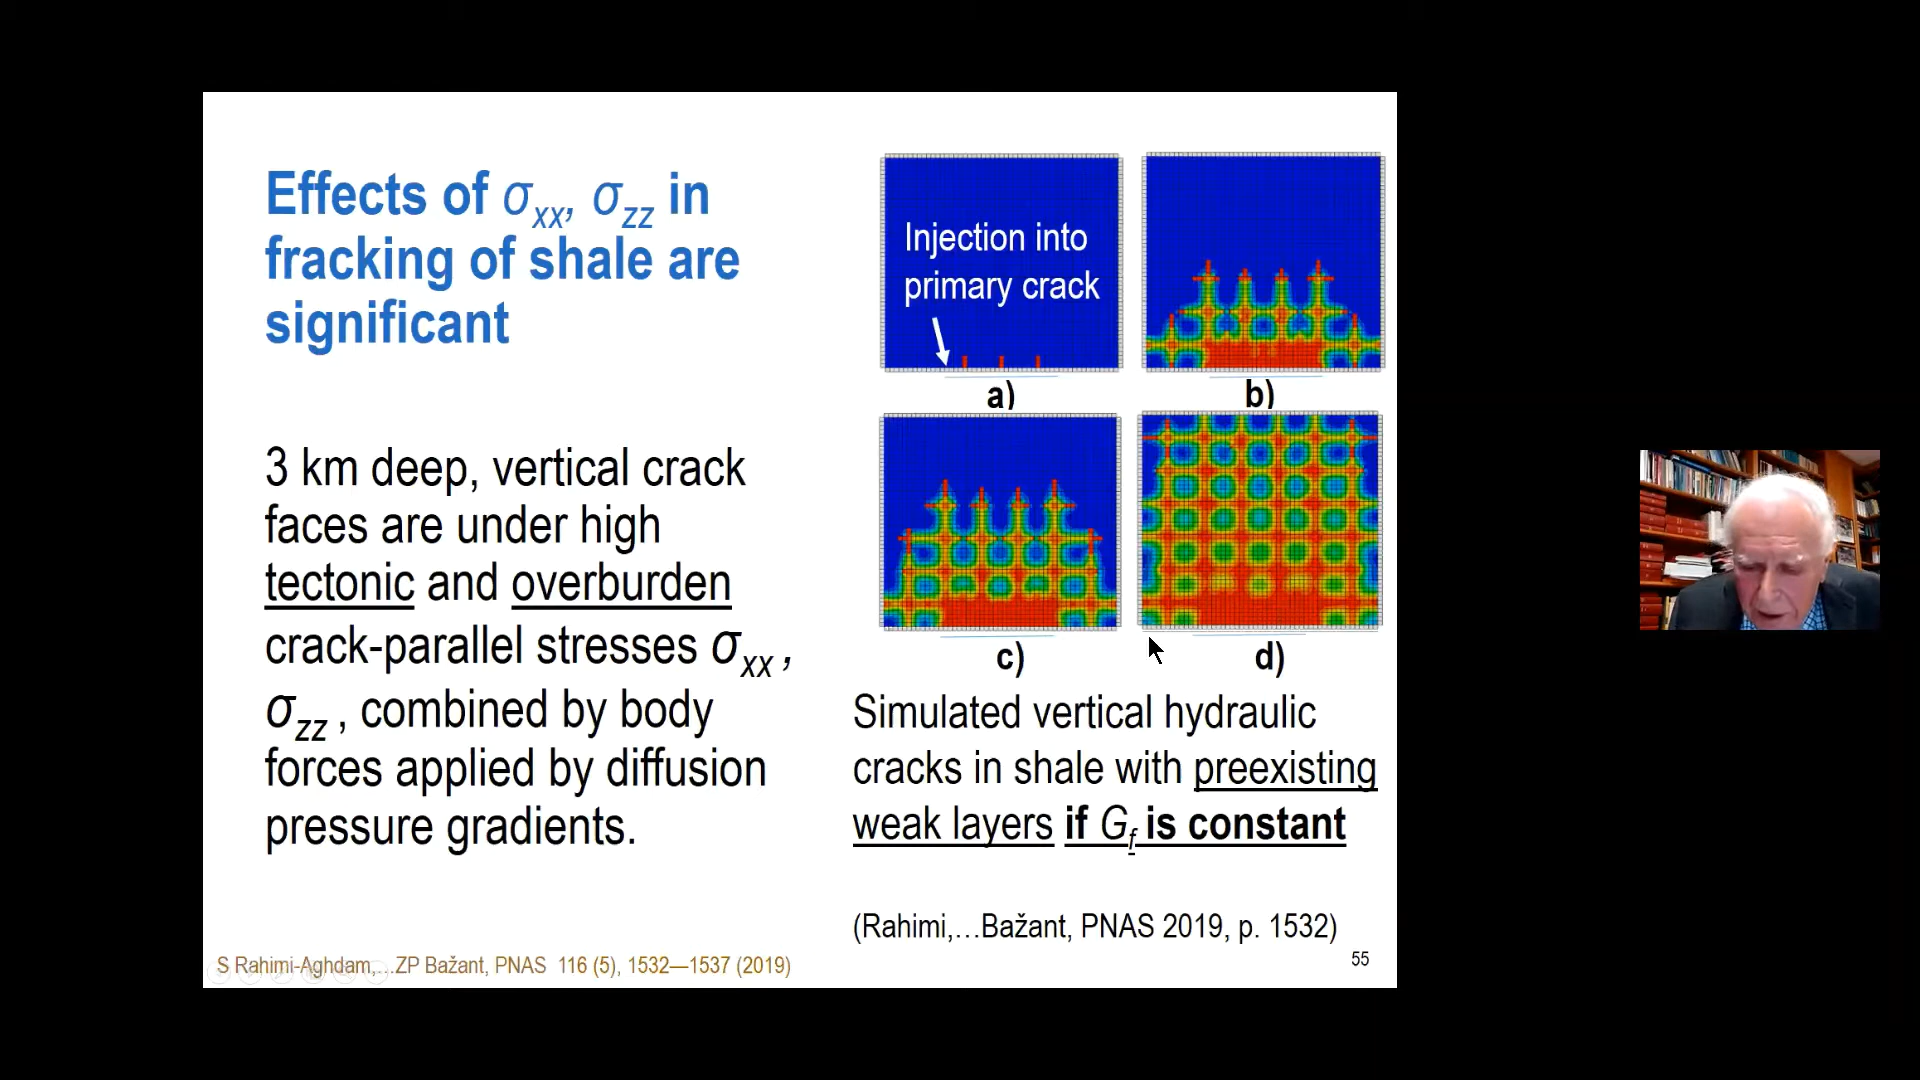 Effects of σxx, σzz in
fracking of shale are
significant
3 km deep, vertical crack
faces are under high
tectonic and overburden
crack-parallel stresses σxx ,
σzz , combined by body
forces applied by diffusion
pressure gradients.
S Rahimi-Aghdam,...ZP Bažant, PNAS 116 (5), 1532—1537 (2019)
Injection into
primary crack
a)
b)
c)
d)
Simulated vertical hydraulic
cracks in shale with preexisting
weak layers if Gf is constant
(Rahimi,…Bažant, PNAS 2019, p. 1532)
55